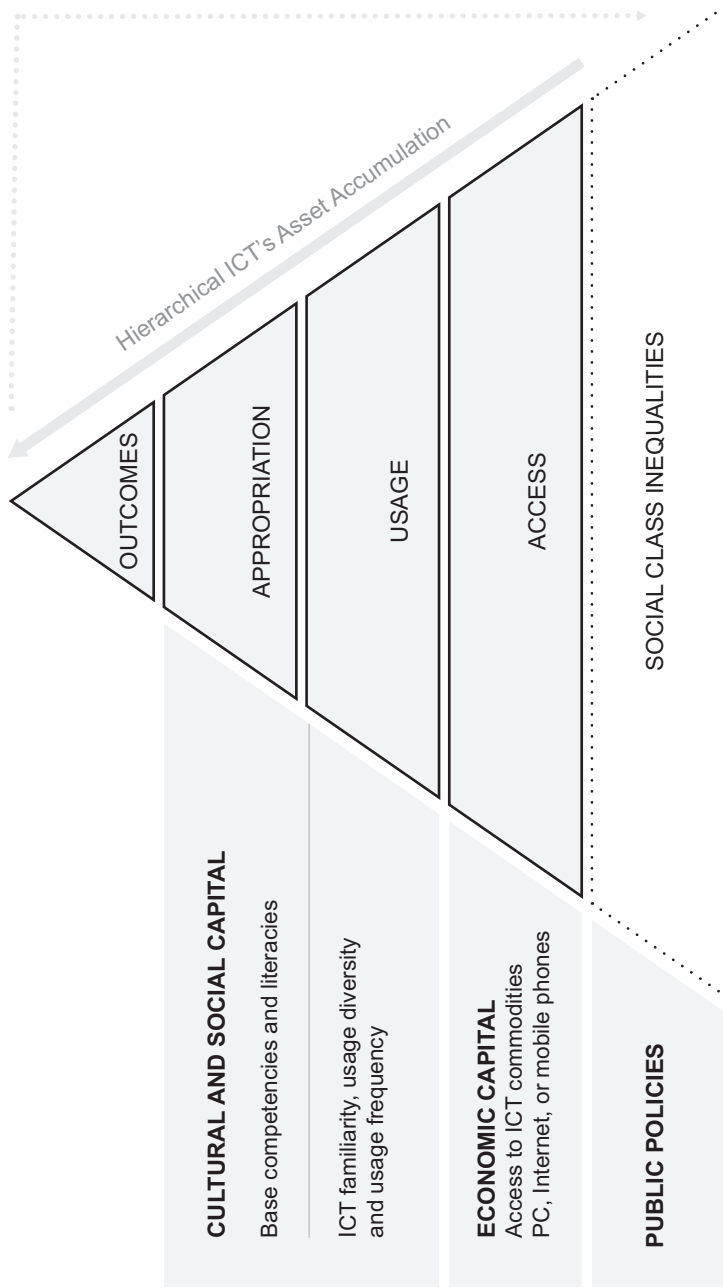 Hierarchical ICT's Asset Accumulation
OUTCOMES
CULTURAL AND SOCIAL CAPITAL
Base competencies and literacies
APPROPRIATION
ICT familiarity, usage diversity
and usage frequency
USAGE
ECONOMIC CAPITAL
Access to ICT commodities
PC, Internet, or mobile phones
ACCESS
PUBLIC POLICIES
SOCIAL CLASS INEQUALITIES